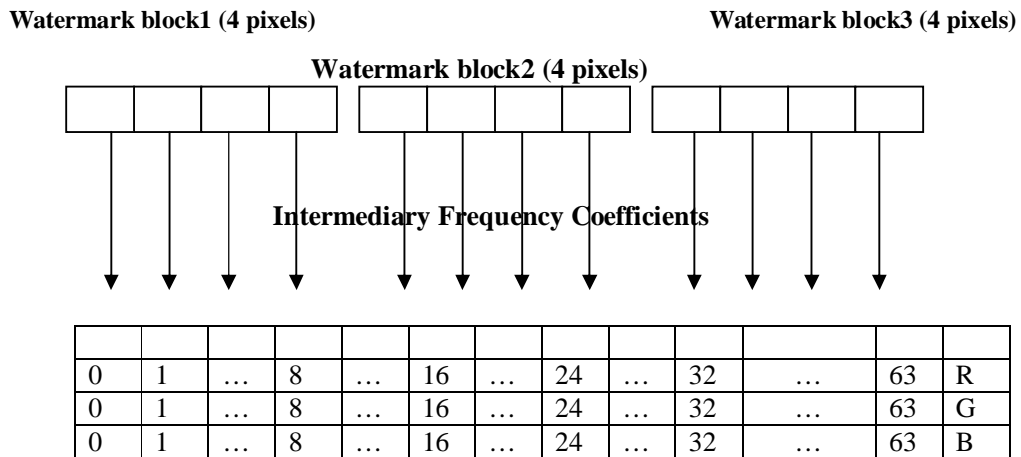 Watermark block1 (4 pixels) Watermark block3 (4 pixels)
Watermark block2 (4 pixels)
Intermediary Frequency Coefficients
0 1 … 8 … 16 … 24 … 32 … 63 R
0 1 … 8 … 16 … 24 … 32 … 63 G
0 1 … 8 … 16 … 24 … 32 … 63 B